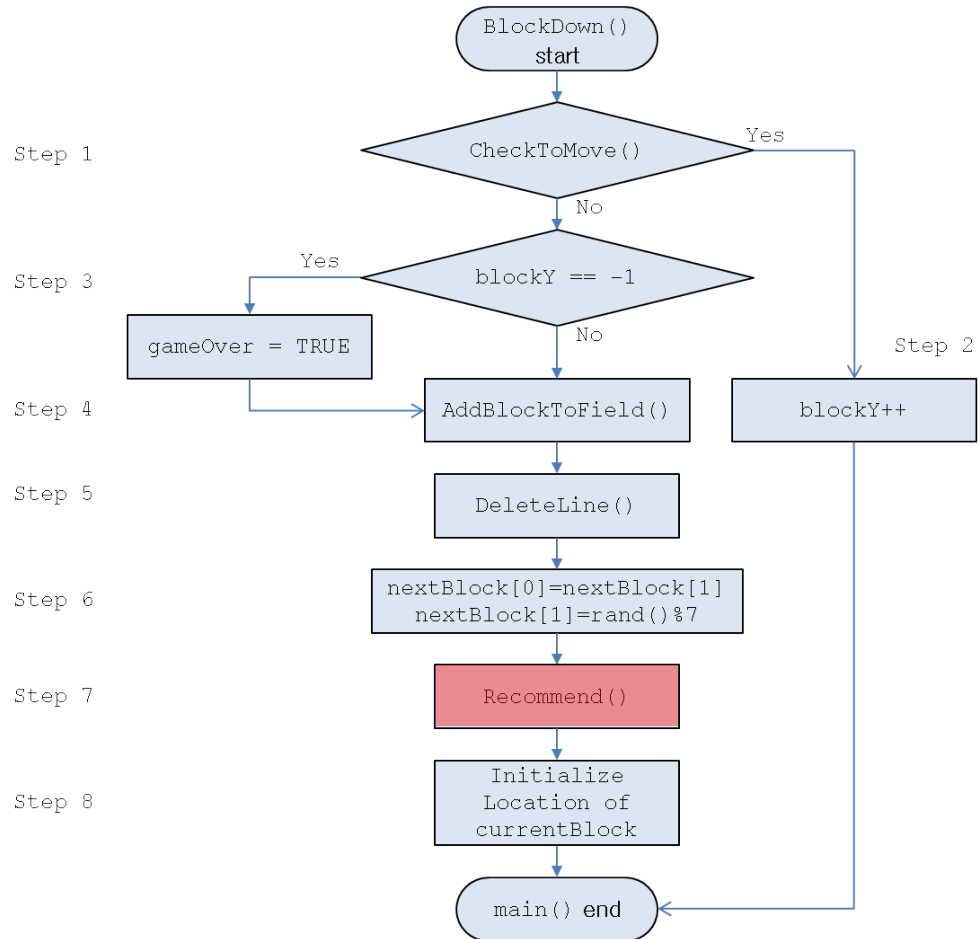 BlockDown()
start
Step 1
CheckToMove()
Yes
No
Step 3
Yes
blockY == -1
No
gameOver = TRUE
Step 2
Step 4
AddBlockToField()
blockY++
Step 5
DeleteLine()
Step 6
nextBlock[0]=nextBlock[1]
nextBlock[1]=rand()%7
Step 7
Recommend()
Step 8
Initialize
Location of
currentBlock
main() end